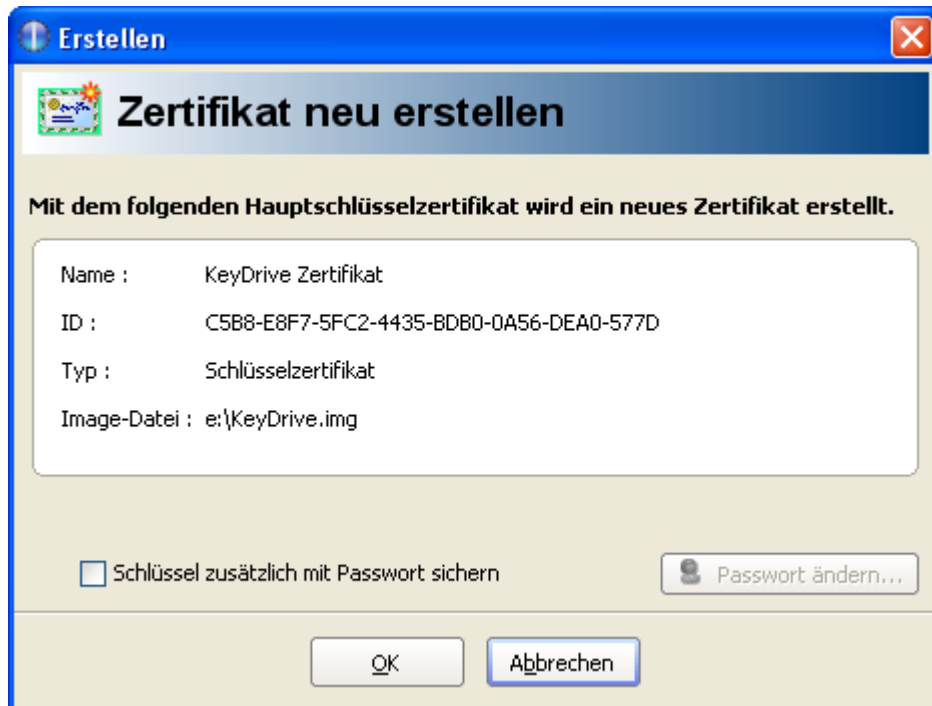 Erstellen
Zertifikat neu erstellen
Mit dem folgenden Hauptschlüsselzertifikat wird ein neues Zertifikat erstellt.
Name : KeyDrive Zertifikat
ID : C5B8-E8F7-5FC2-4435-BDB0-0A56-DEA0-577D
Typ : Schlüsselzertifikat
Image-Datei : e:\KeyDrive.img
Schlüssel zusätzlich mit Passwort sichern
Passwort ändern...
OK
Abbrechen